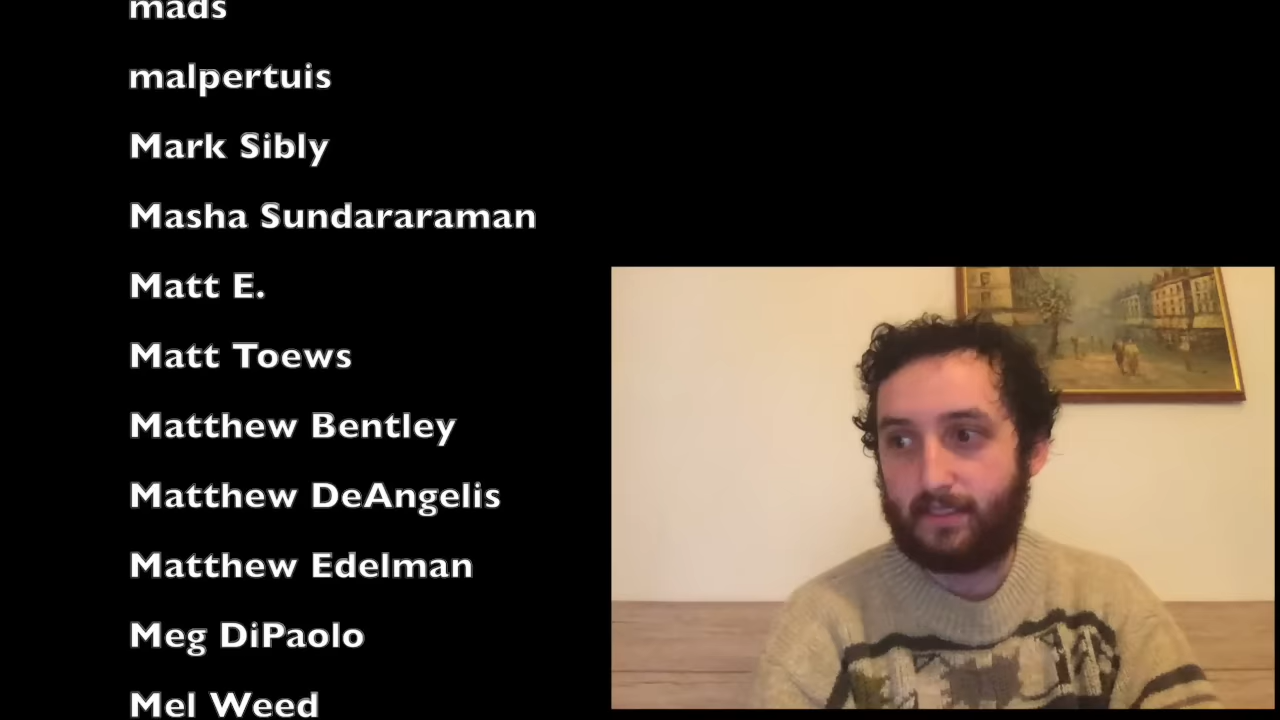 mads
malpertuis
Mark Sibly
Masha Sundararaman
Matt E.
Matt Toews
Matthew Bentley
Matthew DeAngelis
Matthew Edelman
Meg DiPaolo
Mel Weed